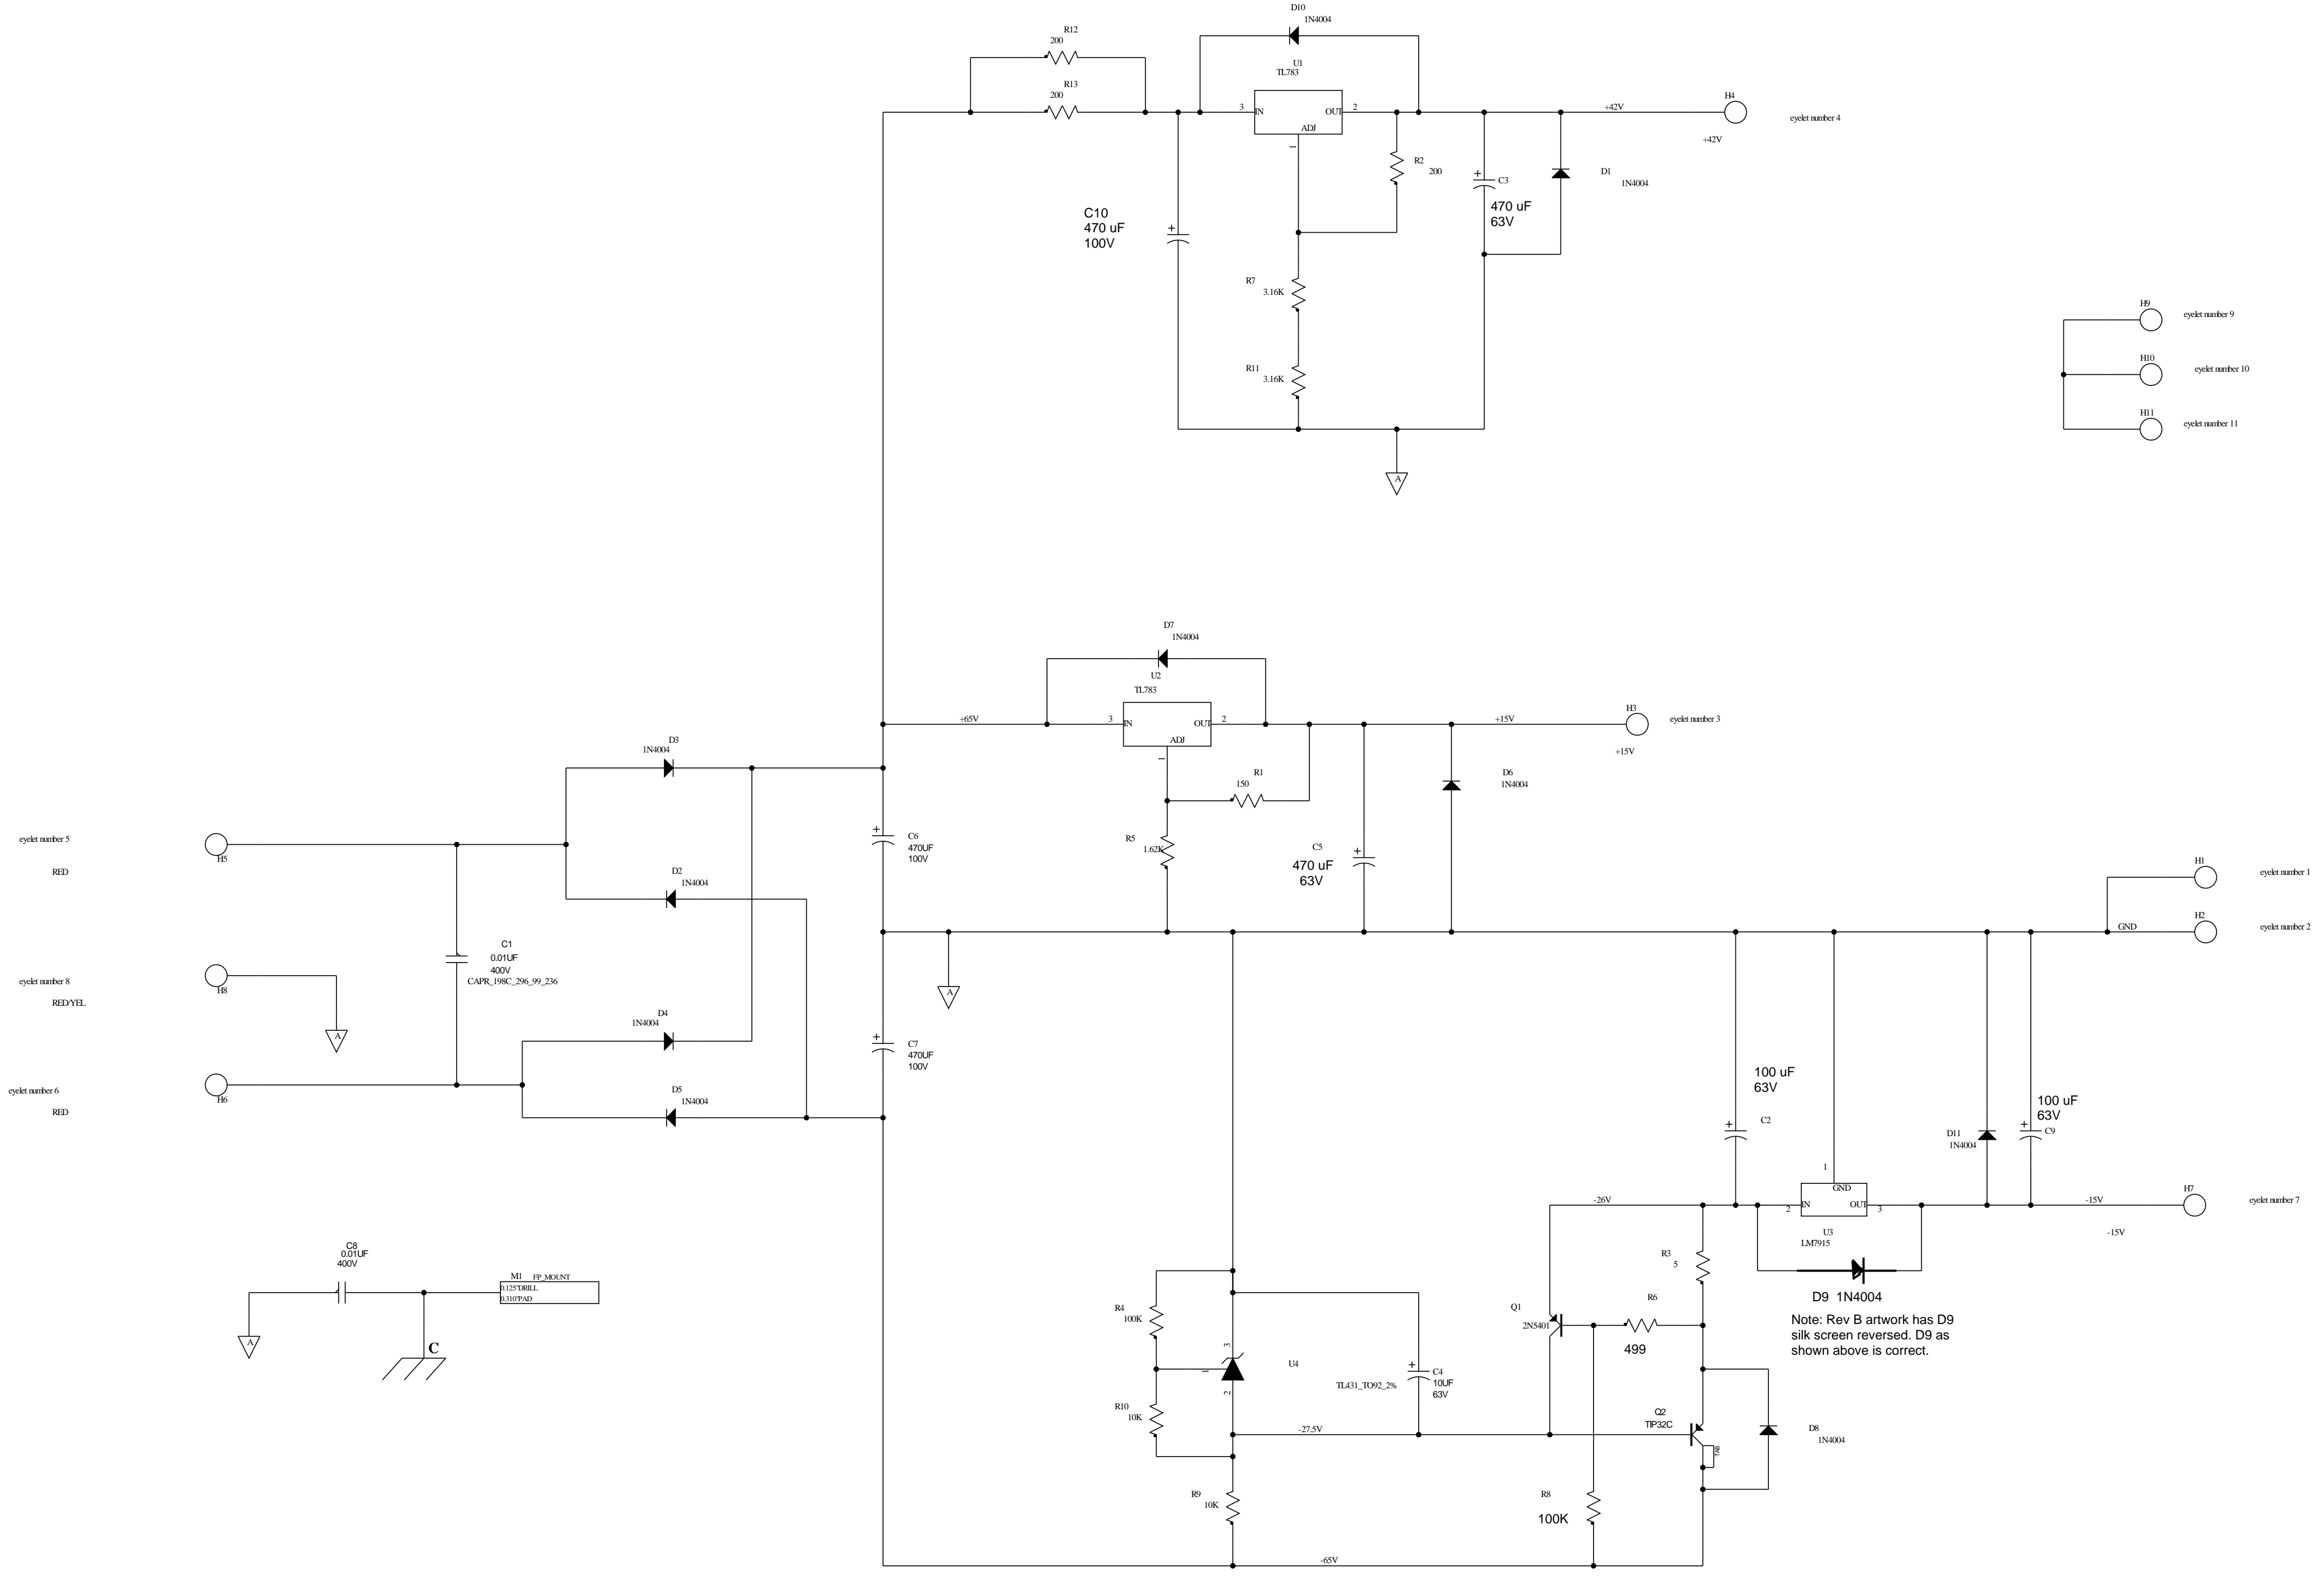 D10
1N4004
R12
200
U1
TL783
R13
200
3 IN OUT 2
ADJ
1
+42V
H4
eyelet number 4
+42V
R2
200
C3
470 uF
63V
D1
1N4004
C10
470 uF
100V
R7
3.16K
R11
3.16K
A
H9
eyelet number 9
H10
eyelet number 10
H11
eyelet number 11
D7
1N4004
U2
TL783
+65V
3 IN OUT 2
ADJ
1
+15V
H3
eyelet number 3
+15V
R1
150
D6
1N4004
R5
1.62K
C5
470 uF
63V
D3
1N4004
eyelet number 5
H5
RED
C6
470UF
100V
D2
1N4004
H1
eyelet number 1
H2
GND
eyelet number 2
C1
0.01UF
400V
CAPR_198C_296_99_236
eyelet number 8
H8
RED/YEL
A
A
D4
1N4004
C7
470UF
100V
eyelet number 6
H6
RED
D5
1N4004
100 uF
63V
C2
100 uF
63V
C9
D11
1N4004
1
GND
-26V
2 IN OUT 3
U3
LM7915
-15V
H7
eyelet number 7
-15V
C8
0.01UF
400V
M1 FP_MOUNT
0.125"DRILL
0.310"PAD
A
C
R3
5
D9 1N4004
Note: Rev B artwork has D9
silk screen reversed. D9 as
shown above is correct.
R4
100K
3
1
2
U4
TL431_TO92_2%
C4
10UF
63V
Q1
2N5401
R6
499
R10
10K
-27.5V
Q2
TIP32C
TAB
D8
1N4004
R9
10K
R8
100K
-65V